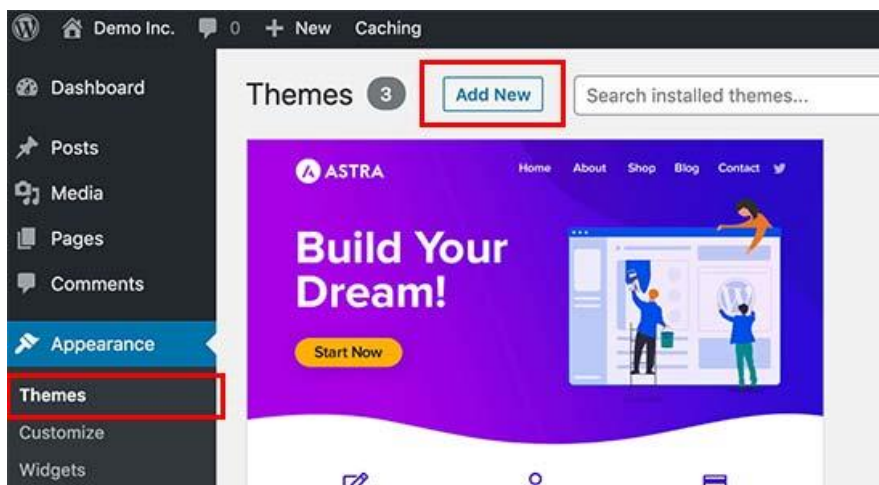 Demo Inc. 0 + New Caching
Dashboard
Posts
Media
Pages
Comments
Appearance
Themes
Customize
Widgets
Themes 3 Add New Search installed themes...
ASTRA Home About Shop Blog Contact
Build Your
Dream!
Start Now